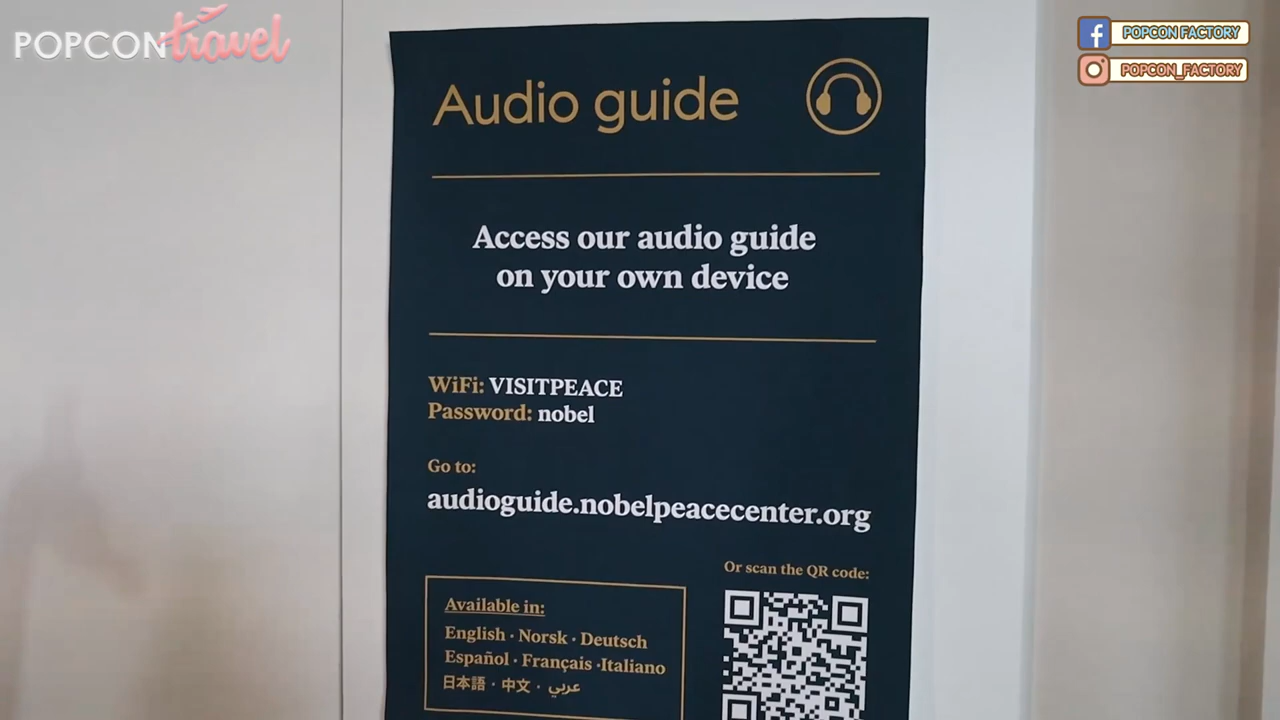 POPCON travel
POPCON FACTORY
POPCON_FACTORY
Audio guide
Access our audio guide
on your own device
WiFi: VISITPEACE
Password: nobel
Go to:
audioguide.nobelpeacecenter.org
Or scan the QR code:
Available in:
English · Norsk · Deutsch
Español · Français ·Italiano
日本語 · 中文 · عربي